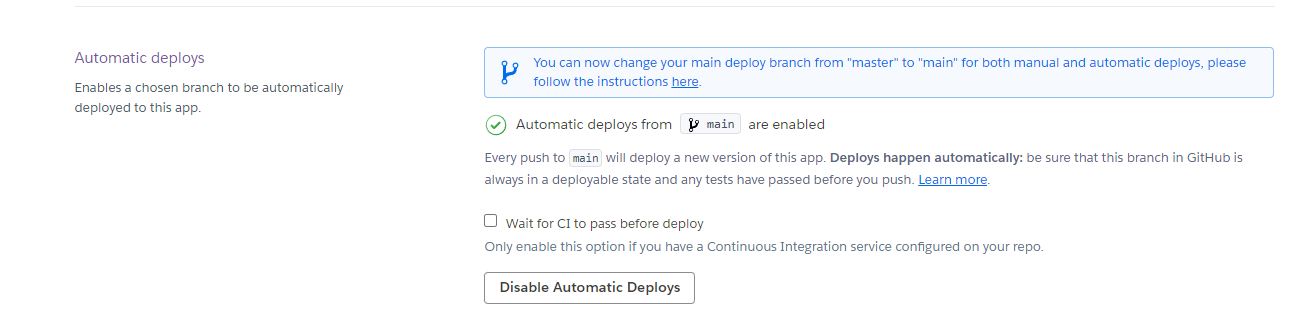 Automatic deploys
Enables a chosen branch to be automatically
deployed to this app.
You can now change your main deploy branch from "master" to "main" for both manual and automatic deploys, please
follow the instructions here.
Automatic deploys from main are enabled
Every push to main will deploy a new version of this app. Deploys happen automatically: be sure that this branch in GitHub is
always in a deployable state and any tests have passed before you push. Learn more.
Wait for CI to pass before deploy
Only enable this option if you have a Continuous Integration service configured on your repo.
Disable Automatic Deploys